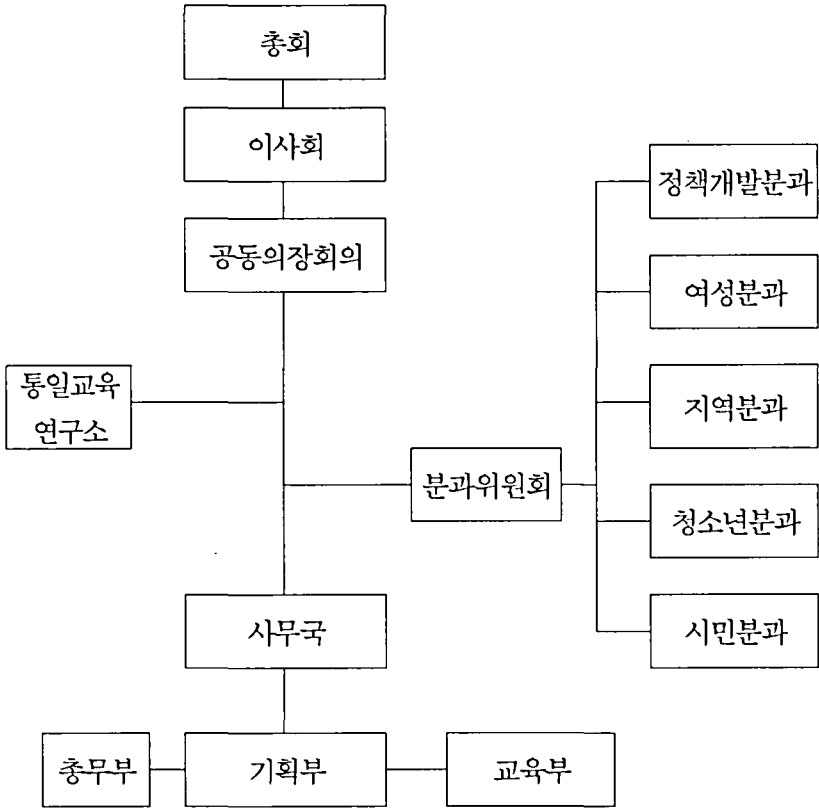 총회
이사회
공동의장회의
통일교육
연구소
분과위원회
정책개발분과
여성분과
지역분과
청소년분과
시민분과
사무국
총무부
기획부
교육부